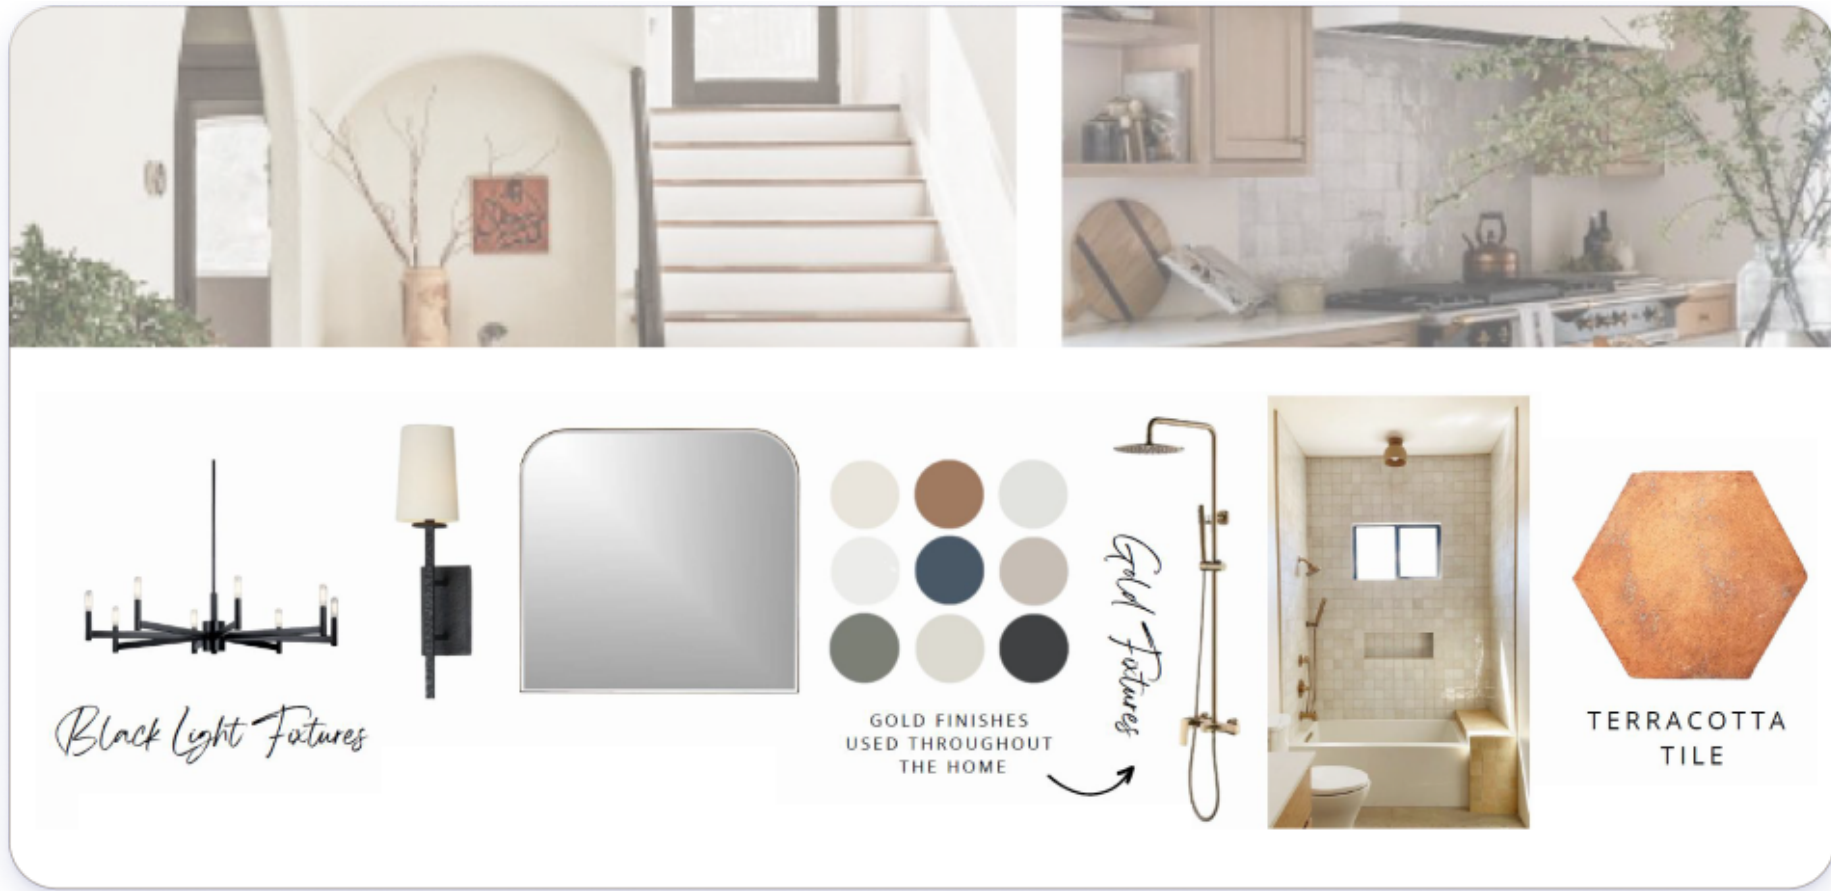 Black Light Fixtures
GOLD FINISHES
USED THROUGHOUT
THE HOME
Gold Fixtures
TERRACOTTA
TILE